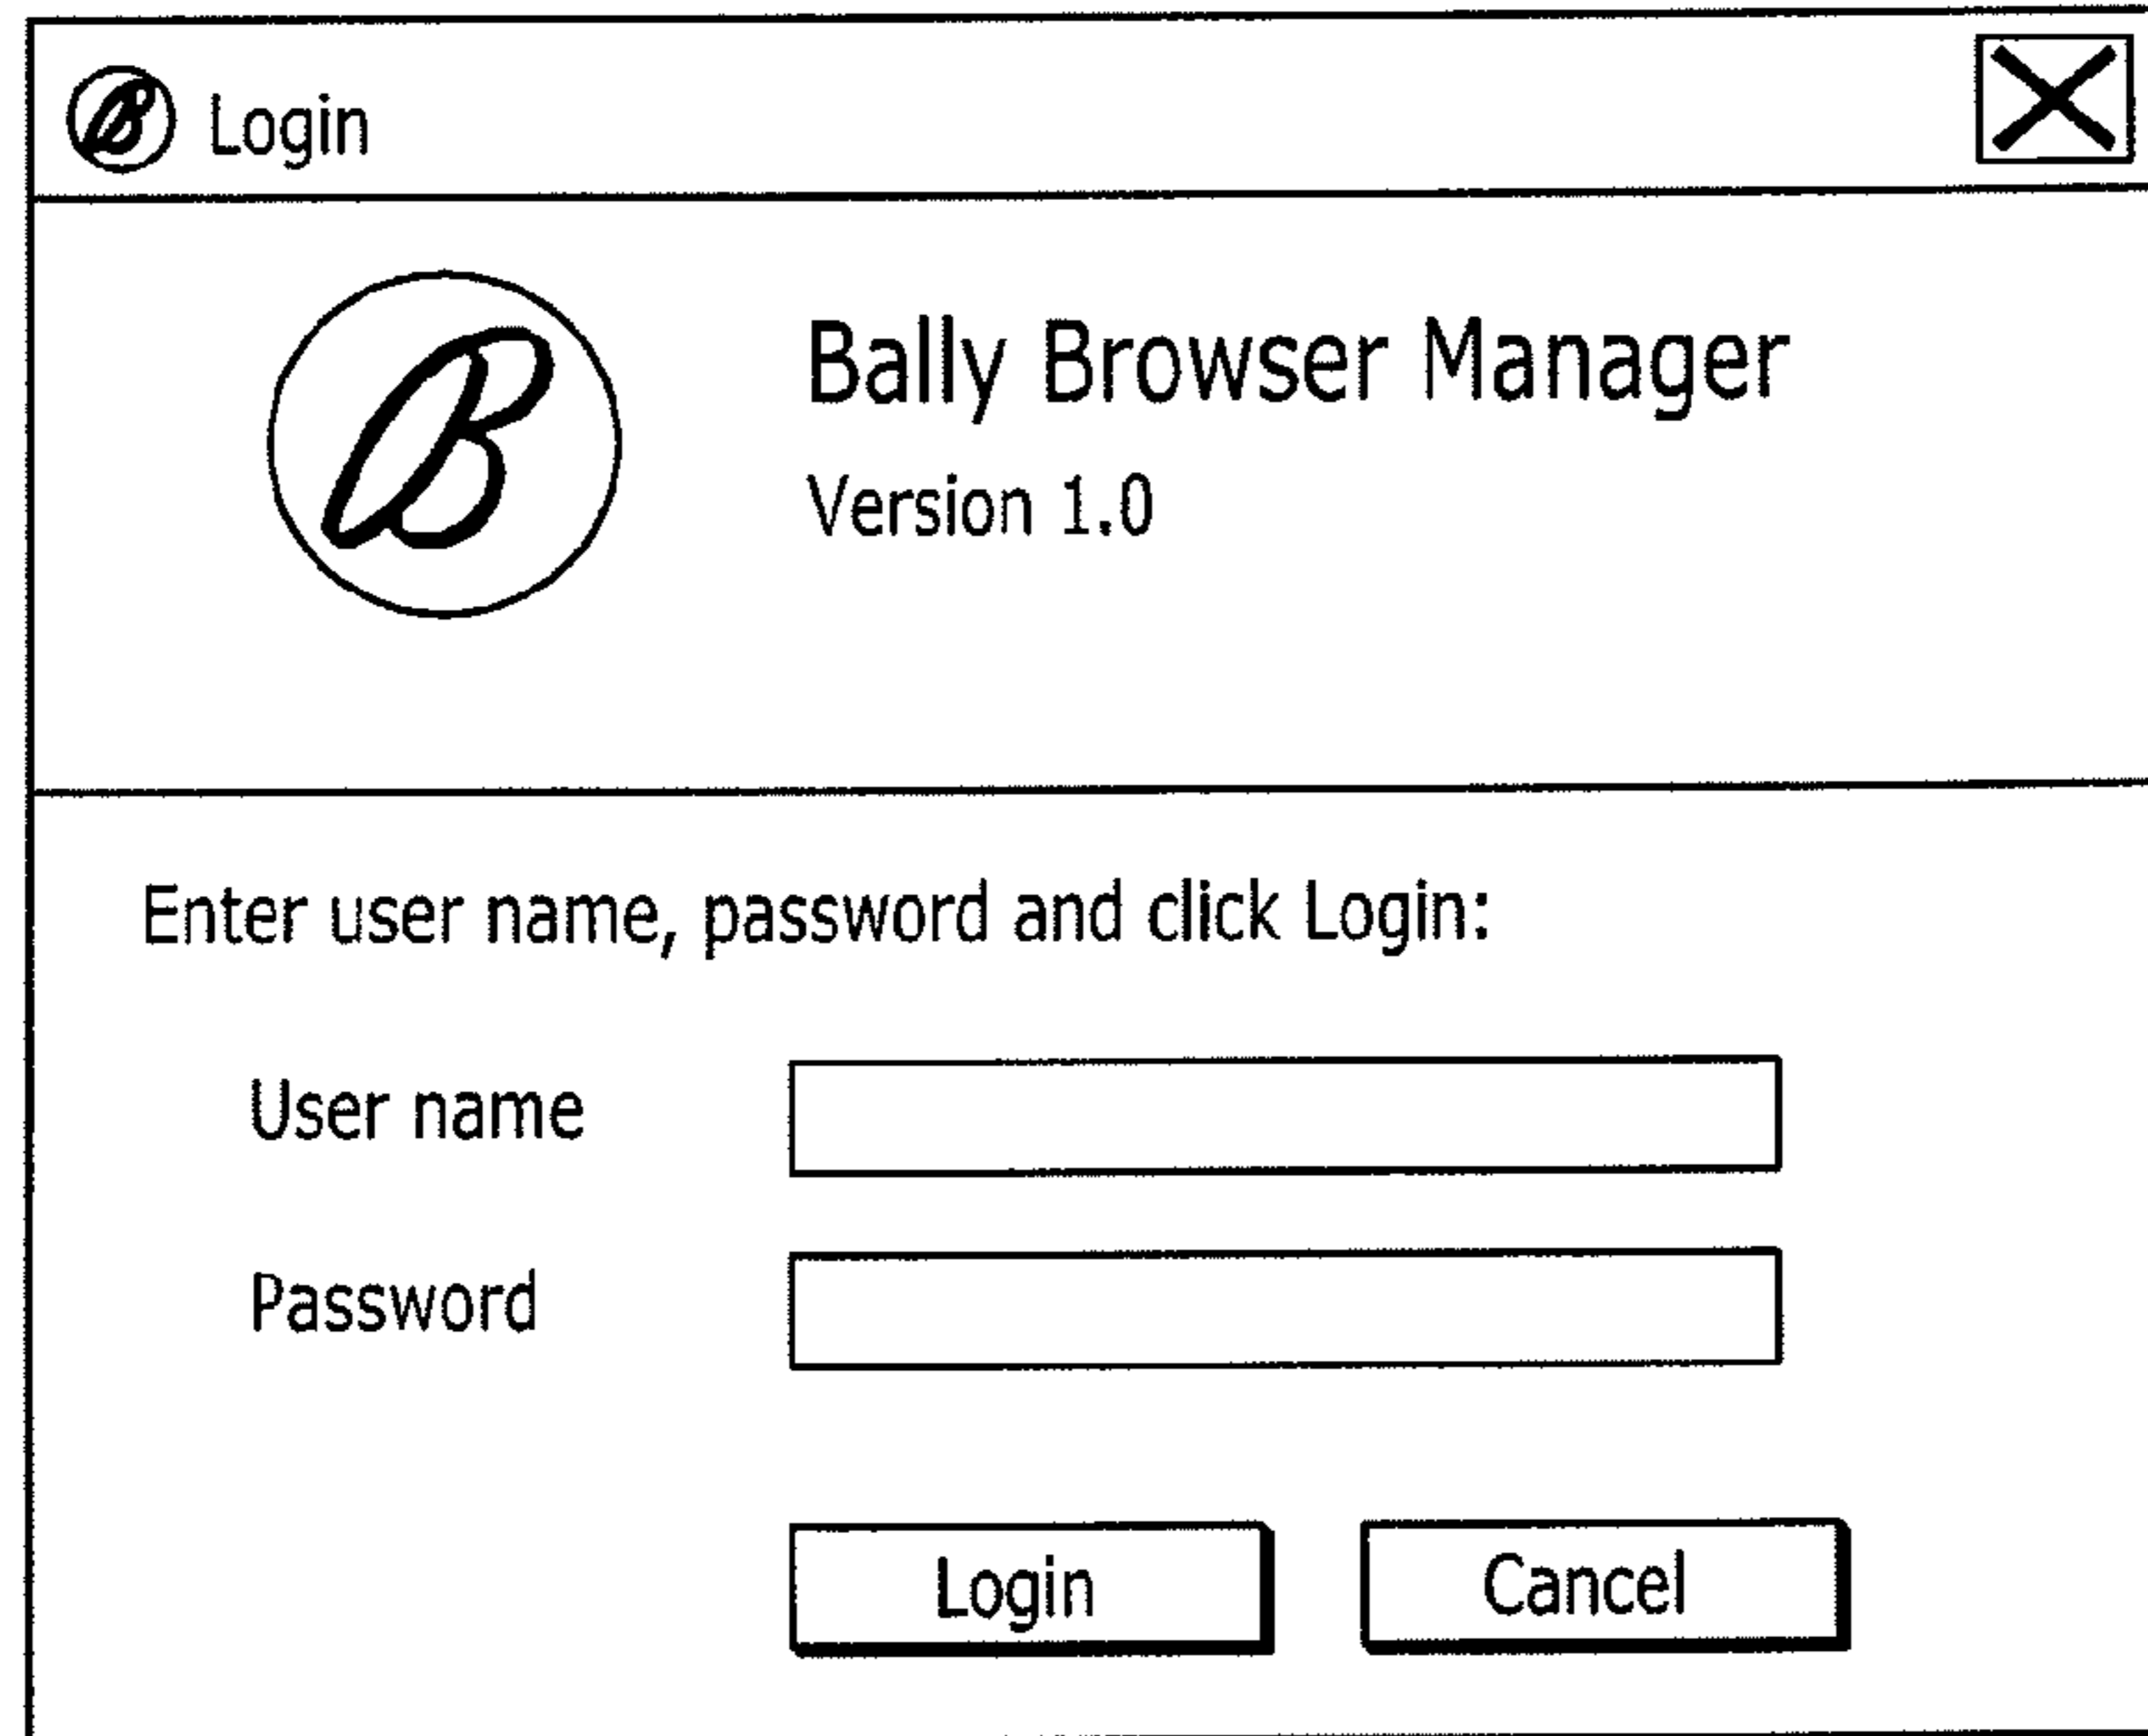 B Login
B
Bally Browser Manager
Version 1.0
Enter user name, password and click Login:
User name
Password
Login Cancel